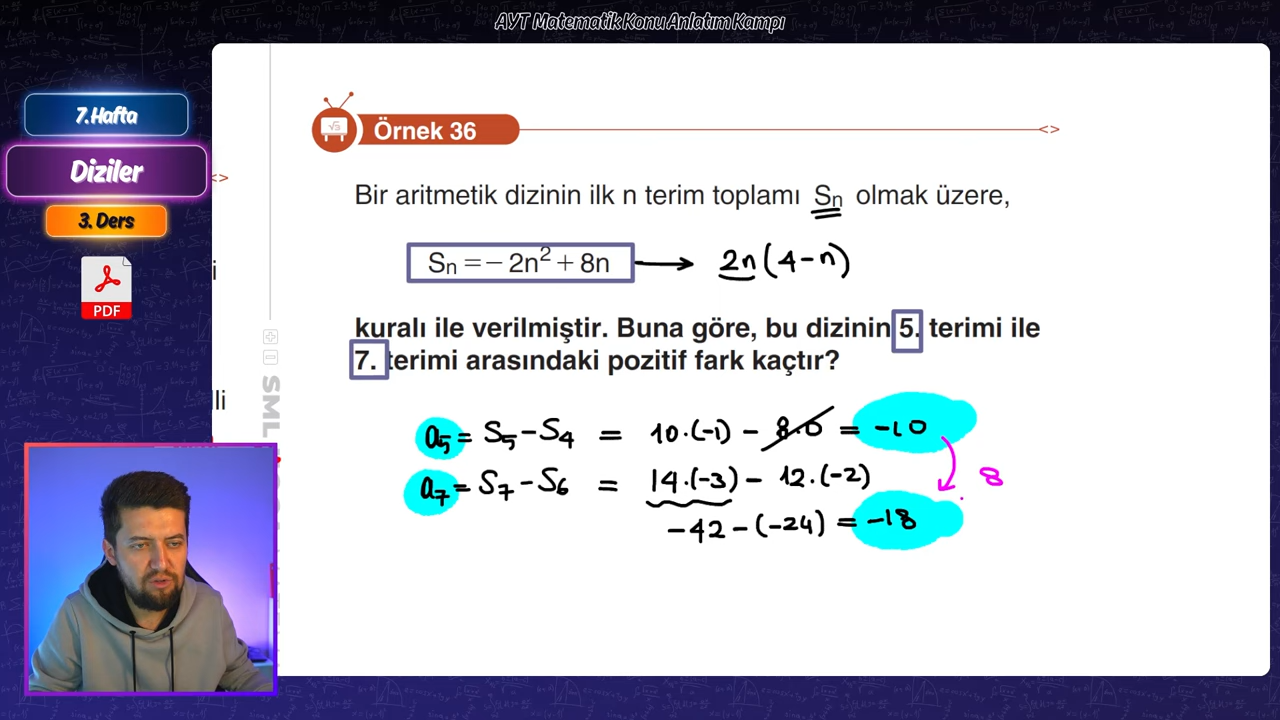 AYT Matematik Konu Anlatım Kampı
7.Hafta
Diziler
3. Ders
PDF
Örnek 36
Bir aritmetik dizinin ilk n terim toplamı Sn olmak üzere,
Sn = – 2n² + 8n → 2n(4-n)
kuralı ile verilmiştir. Buna göre, bu dizinin 5. terimi ile
7. terimi arasındaki pozitif fark kaçtır?
a5 = S5 - S4 = 10.(-1) - 8.0 = -10
a7 = S7 - S6 = 14.(-3) - 12.(-2)
8
-42 - (-24) = -18
i
lli
SML